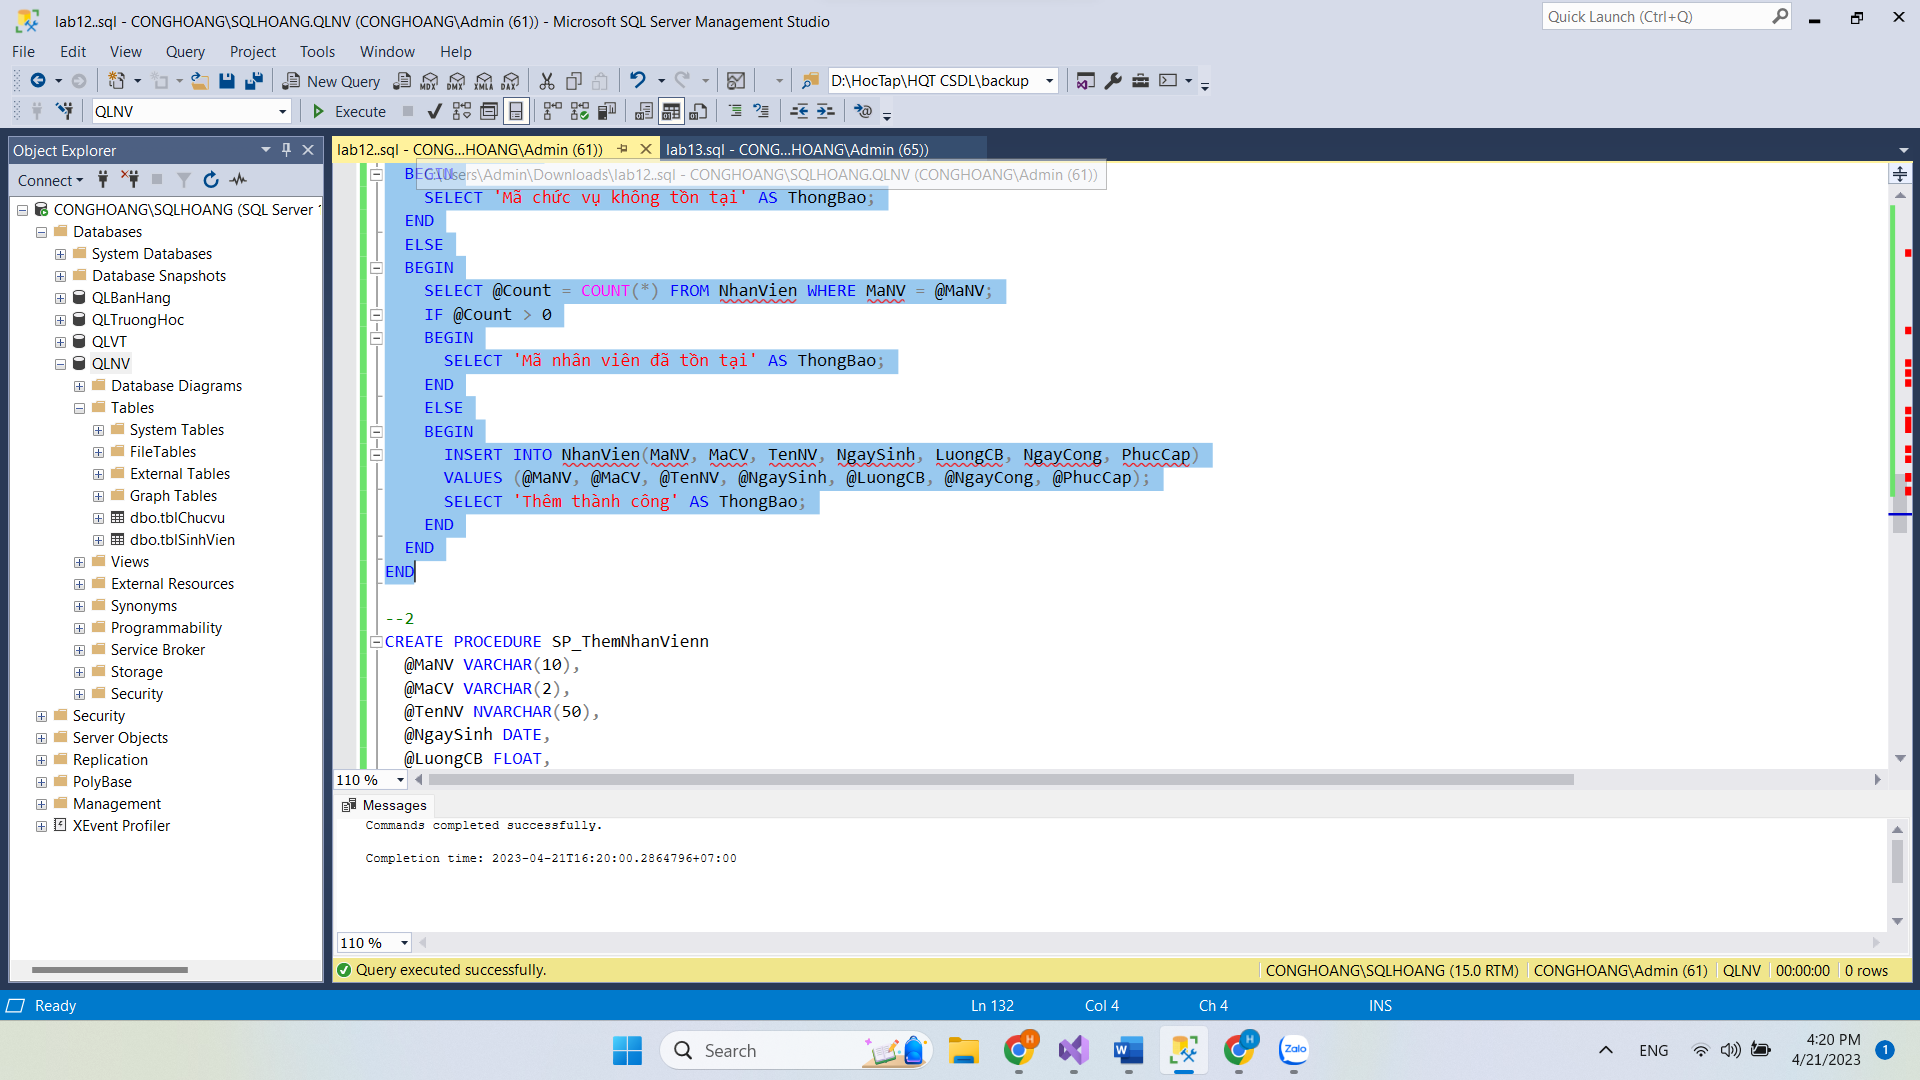 lab12..sql - CONGHOANG\SQLHOANG.QLNV (CONGHOANG\Admin (61)) - Microsoft SQL Server Management Studio
Quick Launch (Ctrl+Q)
File Edit View Query Project Tools Window Help
New Query
D:\HocTap\HQT CSDL\backup
QLNV
Execute
Object Explorer
Connect
CONGHOANG\SQLHOANG (SQL Server
Databases
System Databases
Database Snapshots
QLBanHang
QLTruongHoc
QLVT
QLNV
Database Diagrams
Tables
System Tables
FileTables
External Tables
Graph Tables
dbo.tblChucvu
dbo.tblSinhVien
Views
External Resources
Synonyms
Programmability
Service Broker
Storage
Security
Security
Server Objects
Replication
PolyBase
Management
XEvent Profiler
lab12..sql - CONG...HOANG\Admin (61))
lab13.sql - CONG...HOANG\Admin (65))
\Users\Admin\Downloads\lab12..sql - CONGHOANG\SQLHOANG.QLNV (CONGHOANG\Admin (61))
BEGIN
SELECT 'Mã chức vụ không tồn tại' AS ThongBao;
END
ELSE
BEGIN
SELECT @Count = COUNT(*) FROM NhanVien WHERE MaNV = @MaNV;
IF @Count > 0
BEGIN
SELECT 'Mã nhân viên đã tồn tại' AS ThongBao;
END
ELSE
BEGIN
INSERT INTO NhanVien(MaNV, MaCV, TenNV, NgaySinh, LuongCB, NgayCong, PhucCap)
VALUES (@MaNV, @MaCV, @TenNV, @NgaySinh, @LuongCB, @NgayCong, @PhucCap);
SELECT 'Thêm thành công' AS ThongBao;
END
END
END
--2
CREATE PROCEDURE SP_ThemNhanVienn
@MaNV VARCHAR(10),
@MaCV VARCHAR(2),
@TenNV NVARCHAR(50),
@NgaySinh DATE,
@LuongCB FLOAT,
110 %
Messages
Commands completed successfully.
Completion time: 2023-04-21T16:20:00.2864796+07:00
110 %
Query executed successfully.
CONGHOANG\SQLHOANG (15.0 RTM) CONGHOANG\Admin (61) QLNV 00:00:00 0 rows
Ready
Ln 132 Col 4 Ch 4 INS
Search
Zalo
ENG
4:20 PM
4/21/2023
1